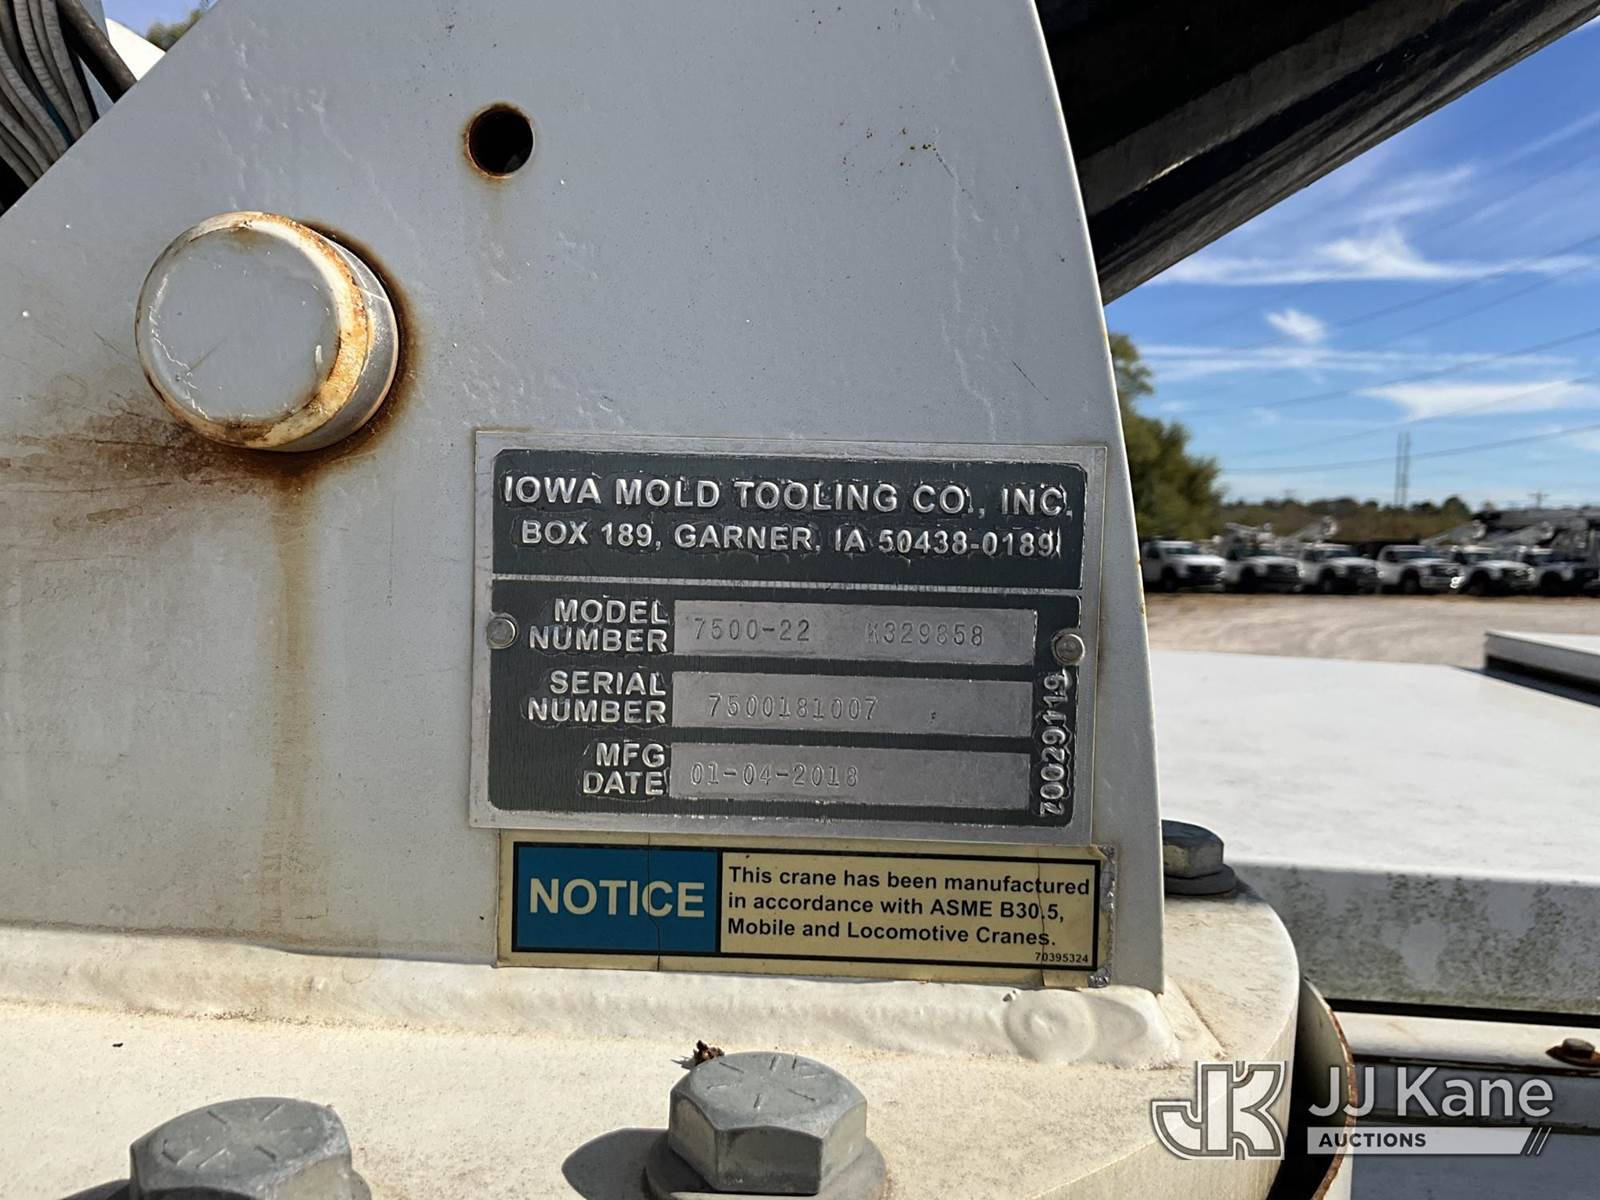 IOWA MOLD TOOLING CO., INC.
BOX 189, GARNER, IA 50438-0189
MODEL NUMBER 7500-22 K329858
SERIAL NUMBER 7500181007
MFG DATE 01-04-2018
70029119
NOTICE
This crane has been manufactured
in accordance with ASME B30.5,
Mobile and Locomotive Cranes.
70395324
JK JJ Kane
AUCTIONS